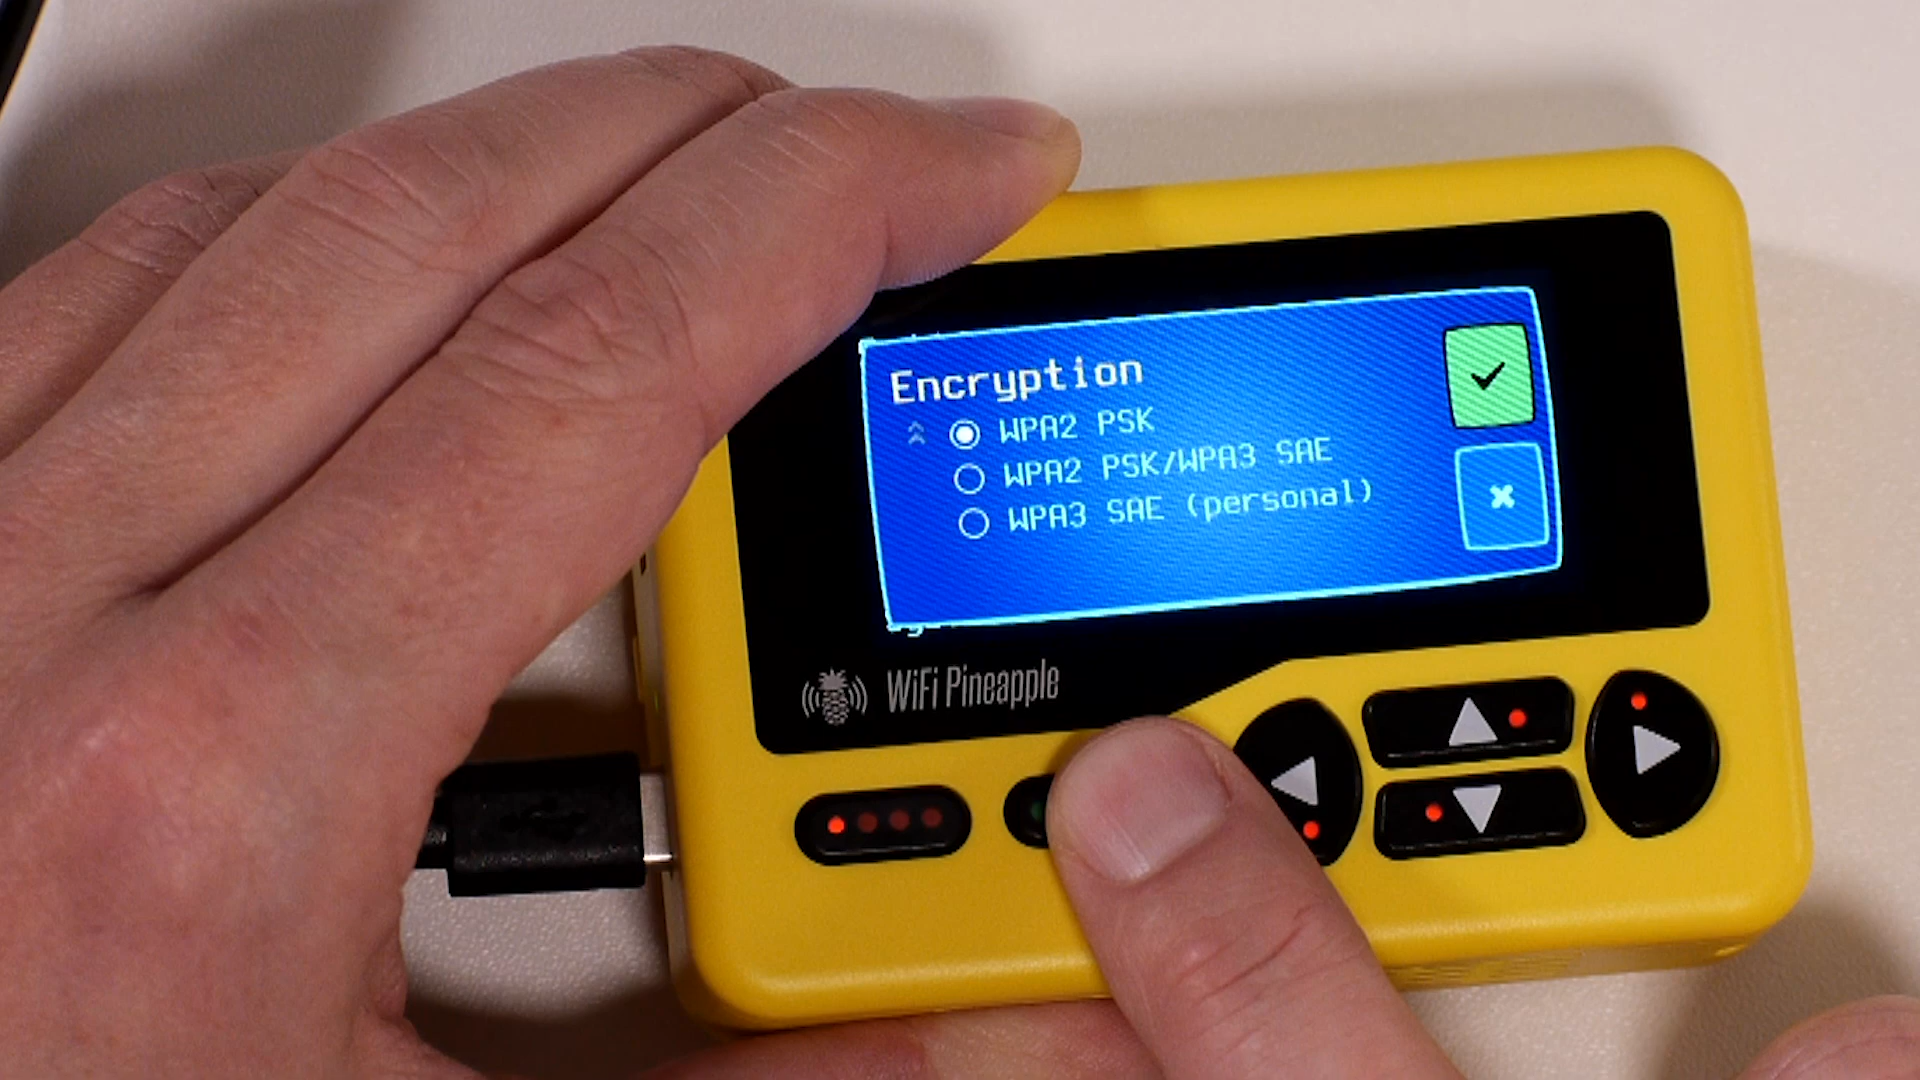 Encryption
WPA2 PSK
WPA2 PSK/WPA3 SAE
WPA3 SAE (personal)
WiFi Pineapple